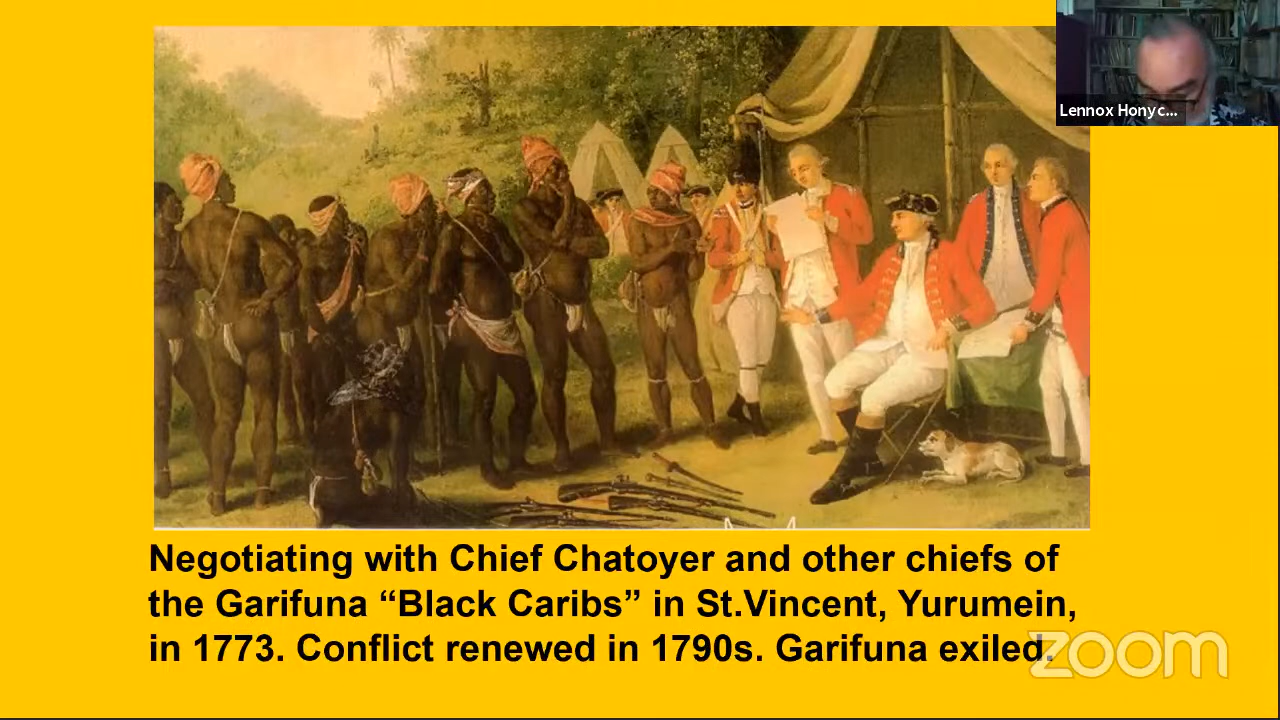 Lennox Honyc...
Negotiating with Chief Chatoyer and other chiefs of
the Garifuna “Black Caribs” in St.Vincent, Yurumein,
in 1773. Conflict renewed in 1790s. Garifuna exiled.
zoom